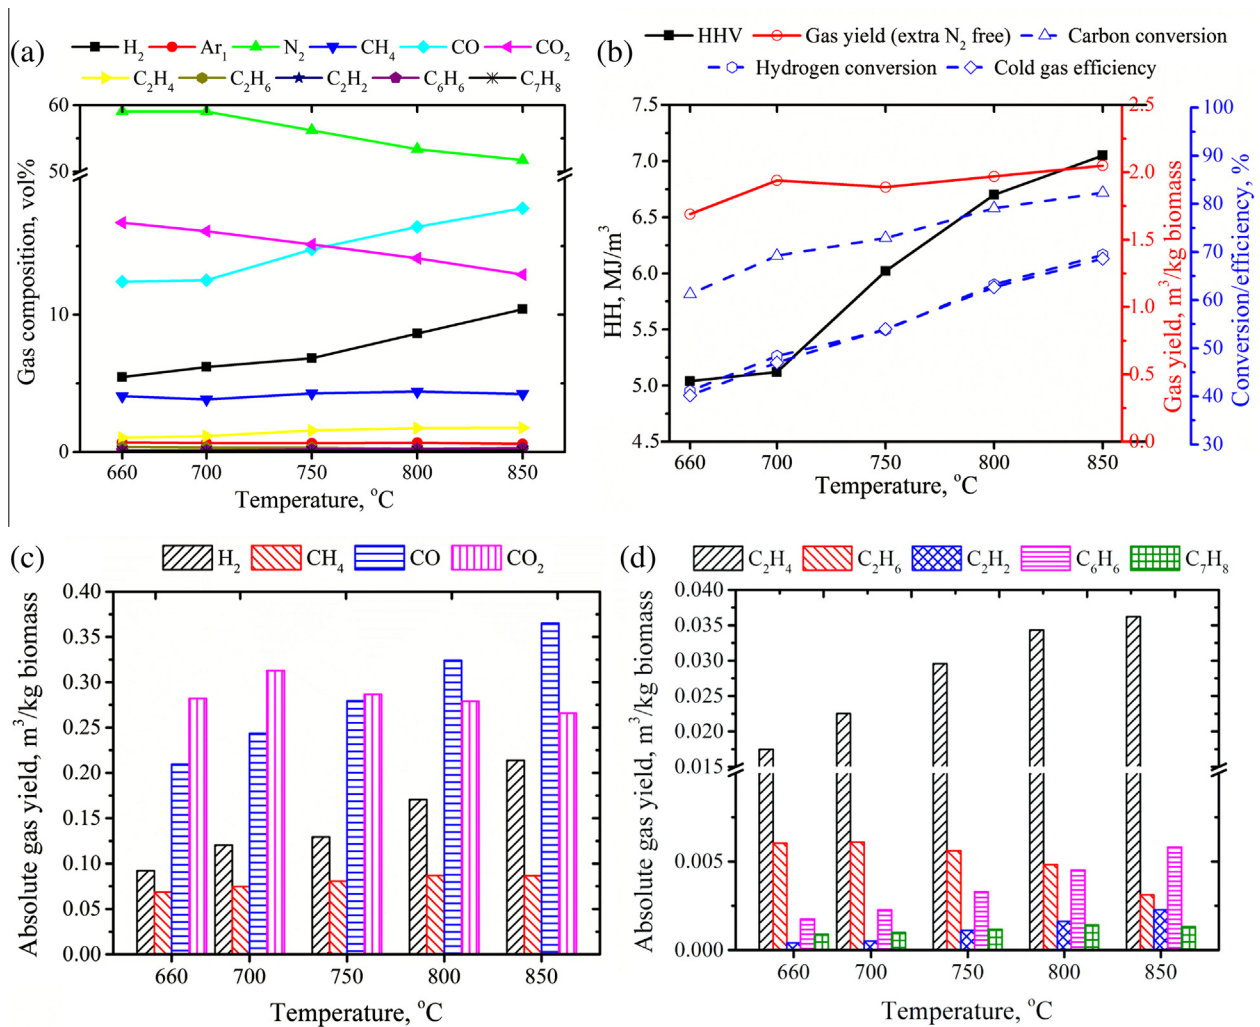 (a)
H₂ Ar₁ N₂ CH₄ CO CO₂
C₂H₄ C₂H₆ C₂H₂ C₆H₆ C₇H₈
60
50
10
0
Gas composition, vol%
660 700 750 800 850
Temperature, °C
(b)
HHV Gas yield (extra N₂ free) Carbon conversion
Hydrogen conversion Cold gas efficiency
7.5
7.0
6.5
6.0
5.5
5.0
4.5
HH, MJ/m³
2.5
2.0
1.5
1.0
0.5
0.0
Gas yield, m³/kg biomass
100
90
80
70
60
50
40
30
Conversion/efficiency, %
660 700 750 800 850
Temperature, °C
(c)
H₂ CH₄ CO CO₂
0.40
0.35
0.30
0.25
0.20
0.15
0.10
0.05
0.00
Absolute gas yield, m³/kg biomass
660 700 750 800 850
Temperature, °C
(d)
C₂H₄ C₂H₆ C₂H₂ C₆H₆ C₇H₈
0.040
0.035
0.030
0.025
0.020
0.015
0.005
0.000
Absolute gas yield, m³/kg biomass
660 700 750 800 850
Temperature, °C